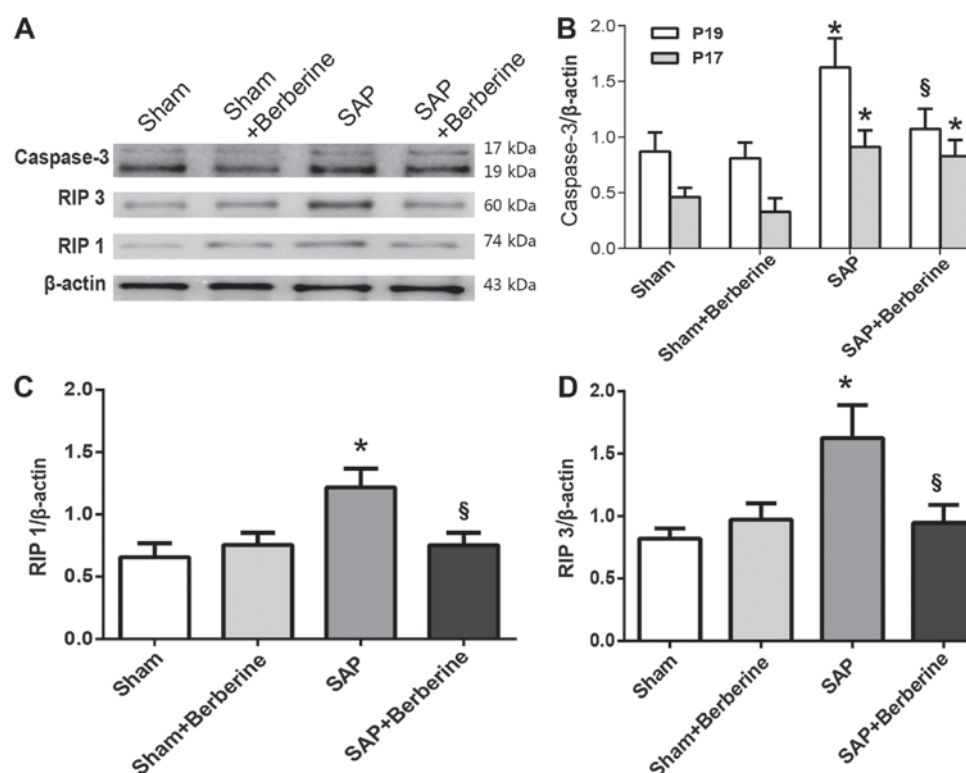 A
Sham
Sham
+Berberine
SAP
SAP
+Berberine
Caspase-3
17 kDa
19 kDa
RIP 3
60 kDa
RIP 1
74 kDa
β-actin
43 kDa
B
P19
P17
Caspase-3/β-actin
2.0
1.5
1.0
0.5
0.0
*
*
§
*
Sham
Sham+Berberine
SAP
SAP+Berberine
C
RIP 1/β-actin
2.0
1.5
1.0
0.5
0.0
*
§
Sham
Sham+Berberine
SAP
SAP+Berberine
D
RIP 3/β-actin
2.0
1.5
1.0
0.5
0.0
*
§
Sham
Sham+Berberine
SAP
SAP+Berberine